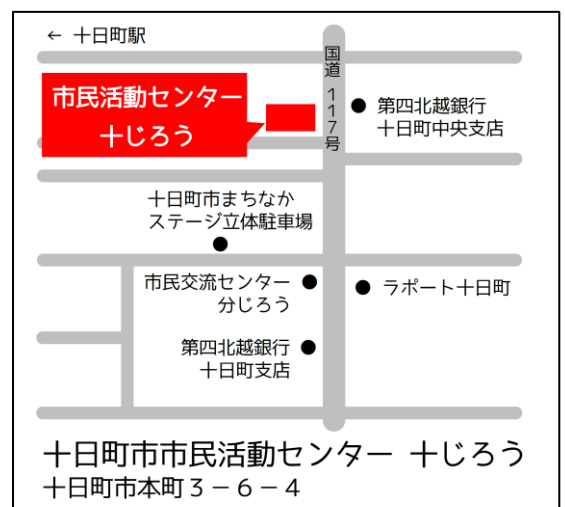 ← 十日町駅
国道117号
市民活動センター
十じろう
第四北越銀行
十日町中央支店
十日町市まちなか
ステージ立体駐車場
市民交流センター
分じろう
ラポート十日町
第四北越銀行
十日町支店
十日町市市民活動センター 十じろう
十日町市本町3－6－4